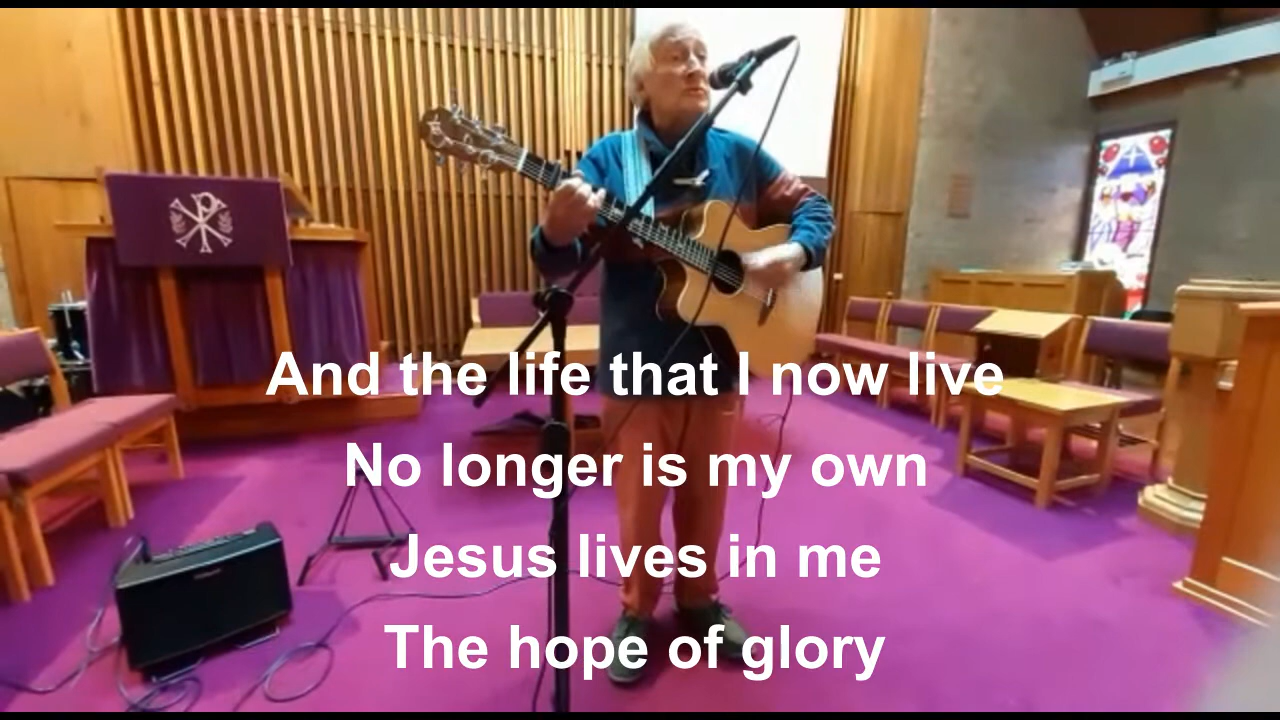 And the life that I now live
No longer is my own
Jesus lives in me
The hope of glory